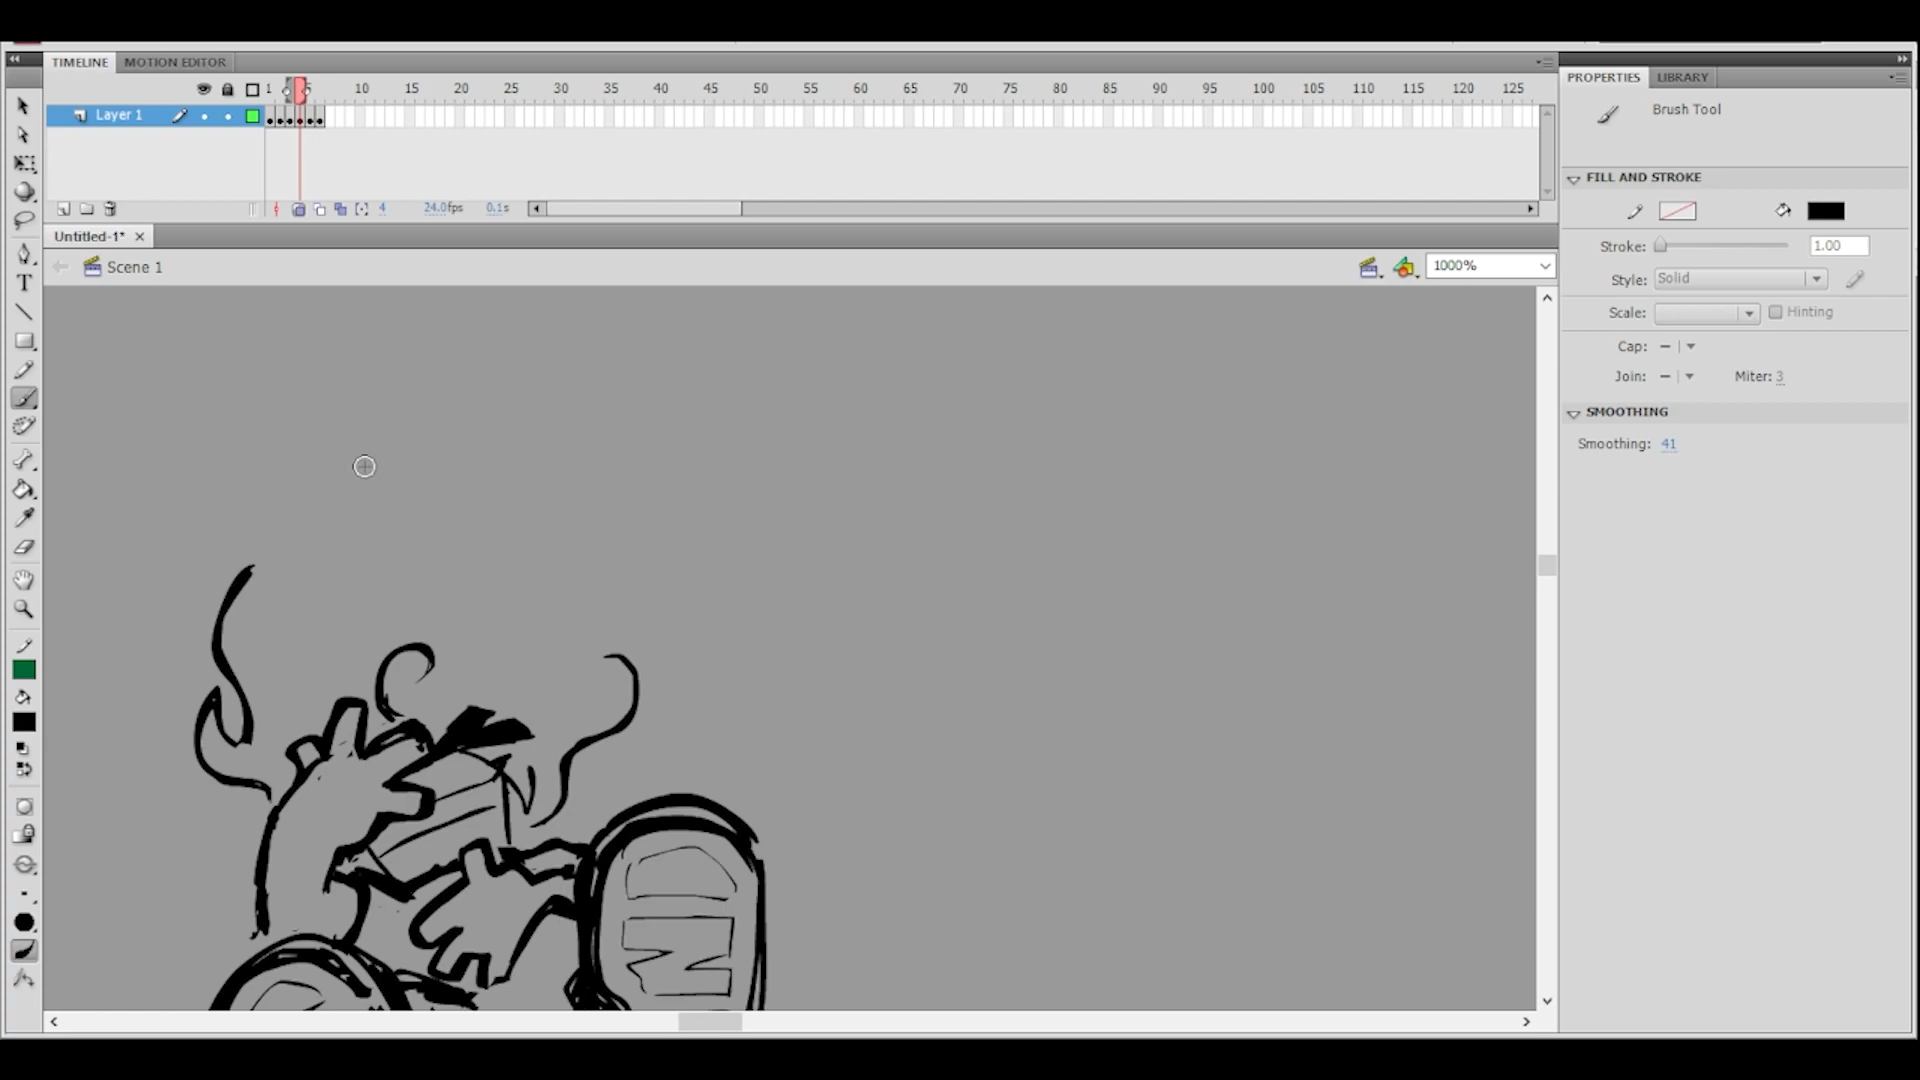 TIMELINE MOTION EDITOR
1 5 10 15 20 25 30 35 40 45 50 55 60 65 70 75 80 85 90 95 100 105 110 115 120 125
Layer 1
4 24.0fps 0.1s
Untitled-1* ×
Scene 1
1000%
PROPERTIES LIBRARY
Brush Tool
FILL AND STROKE
Stroke: 1.00
Style: Solid
Scale: Hinting
Cap:
Join: Miter: 3
SMOOTHING
Smoothing: 41